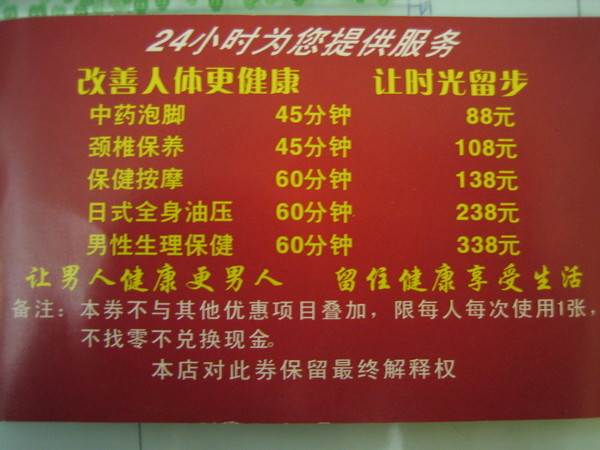 24小时为您提供服务
改善人体更健康 让时光留步
中药泡脚 45分钟 88元
颈椎保养 45分钟 108元
保健按摩 60分钟 138元
日式全身油压 60分钟 238元
男性生理保健 60分钟 338元
让男人健康更男人 留住健康享受生活
备注：本券不与其他优惠项目叠加，限每人每次使用1张，
不找零不兑换现金。
本店对此券保留最终解释权